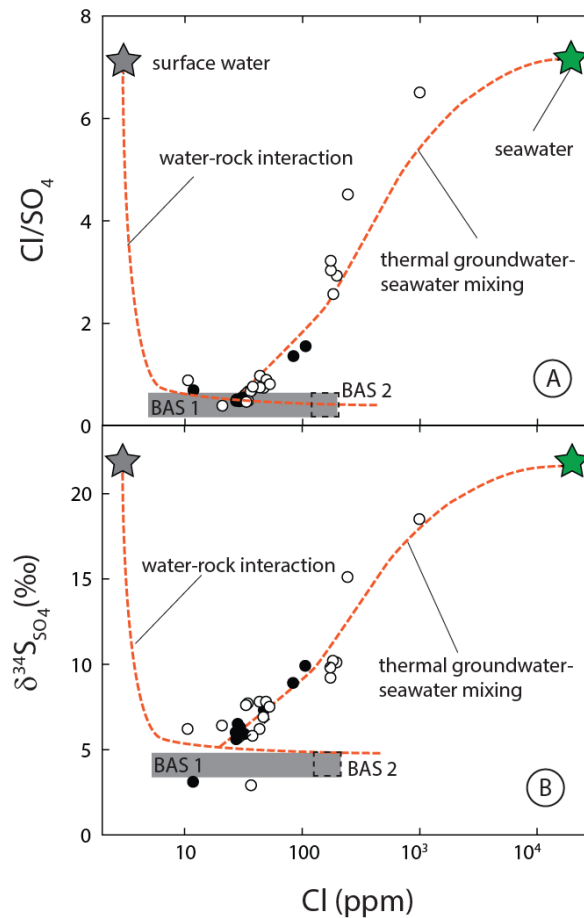 8
6
4
2
0
Cl/SO4
surface water
water-rock interaction
seawater
thermal groundwater-
seawater mixing
BAS 1
BAS 2
A
20
15
10
5
0
δ34SSO4(‰)
water-rock interaction
thermal groundwater-
seawater mixing
BAS 1
BAS 2
B
10
100
10³
10⁴
Cl (ppm)